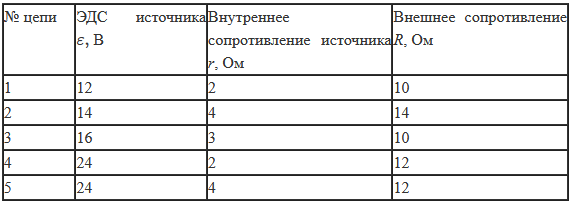 № цепи ЭДС источника Внутреннее Внешнее сопротивление
ε, В сопротивление источника R, Ом
r, Ом
1 12 2 10
2 14 4 14
3 16 3 10
4 24 2 12
5 24 4 12